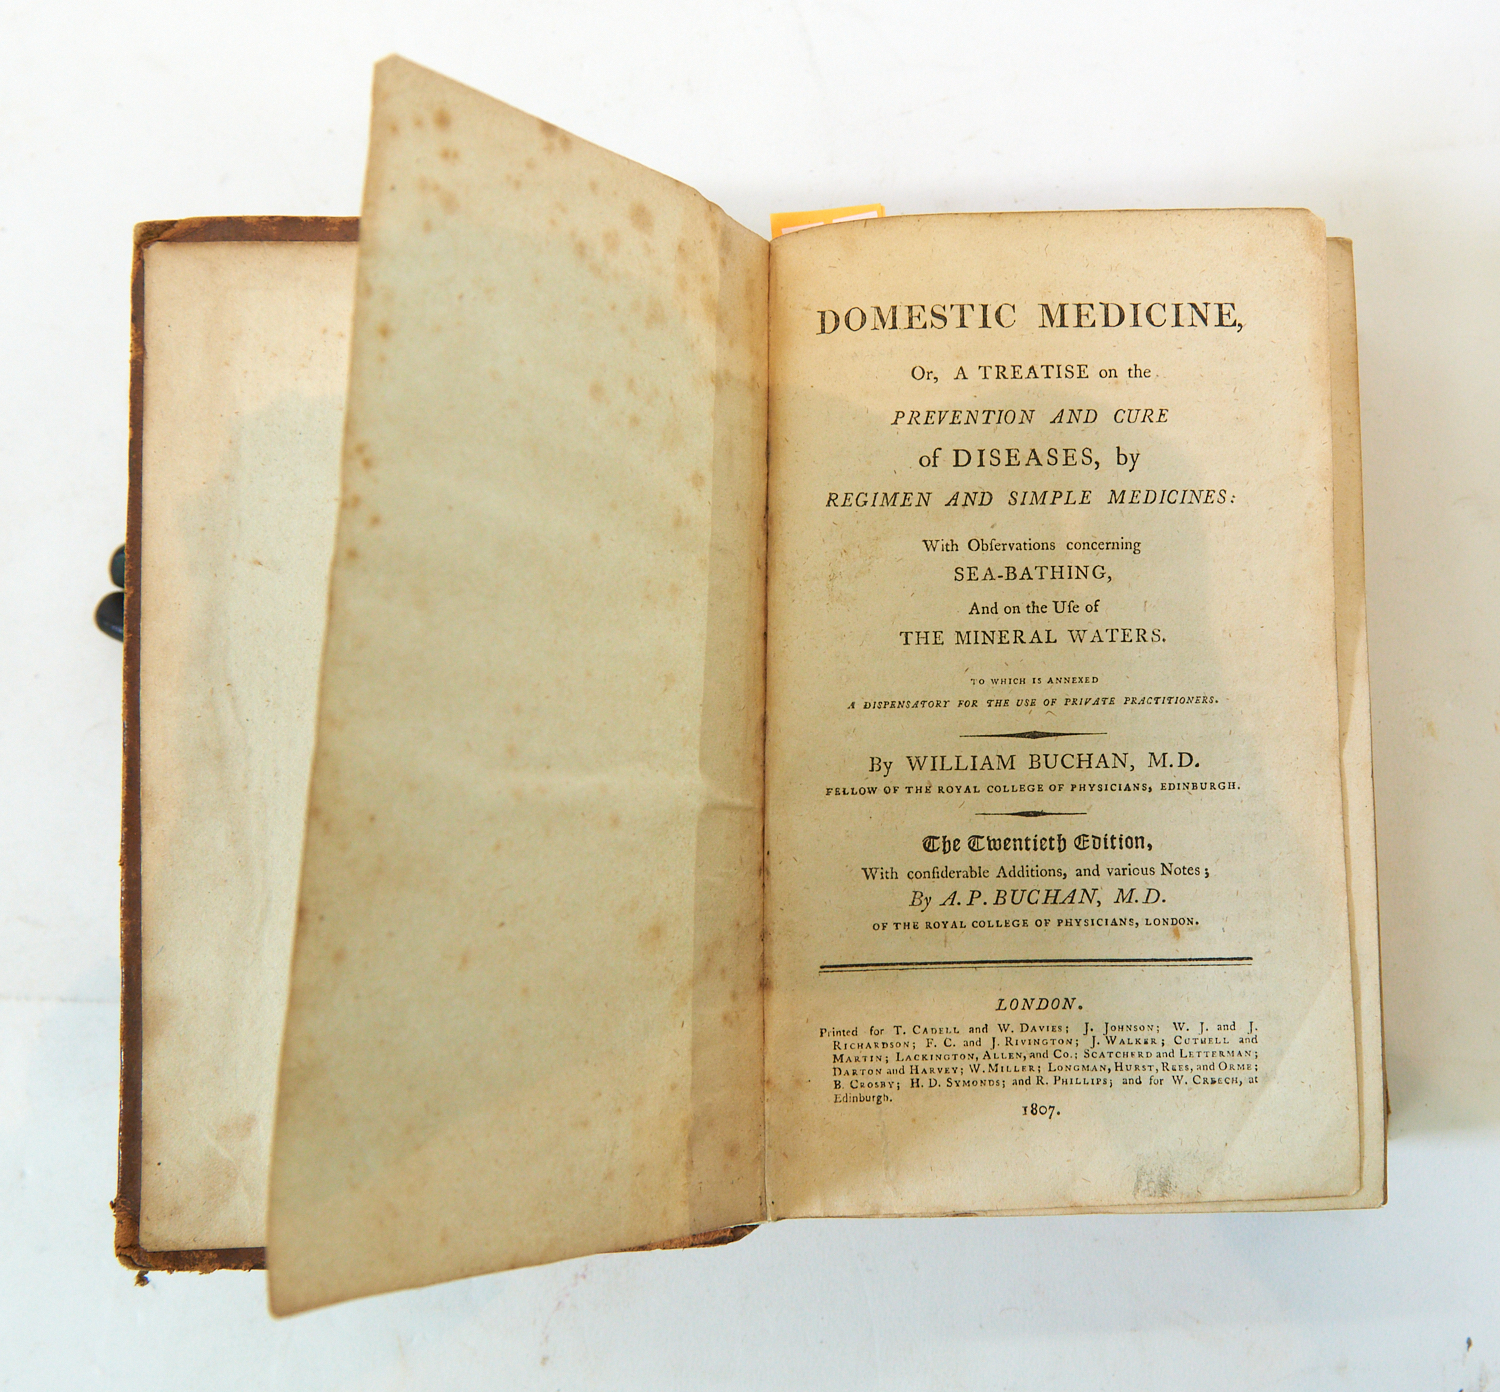 DOMESTIC MEDICINE,
Or, A TREATISE on the
PREVENTION AND CURE
of DISEASES, by
REGIMEN AND SIMPLE MEDICINES:
With Obſervations concerning
SEA-BATHING,
And on the Uſe of
THE MINERAL WATERS.
TO WHICH IS ANNEXED
A DISPENSATORY FOR THE USE OF PRIVATE PRACTITIONERS.
By WILLIAM BUCHAN, M.D.
FELLOW OF THE ROYAL COLLEGE OF PHYSICIANS, EDINBURGH.
The Twentieth Edition,
With conſiderable Additions, and various Notes;
By A. P. BUCHAN, M.D.
OF THE ROYAL COLLEGE OF PHYSICIANS, LONDON.
LONDON.
Printed for T. CADELL and W. DAVIES; J. JOHNSON; W. J. and J.
RICHARDSON; F. C. and J. RIVINGTON; J. WALKER; CUTHELL and
MARTIN; LACKINGTON, ALLEN, and Co.; SCATCHERD and LETTERMAN;
DARTON and HARVEY; W. MILLER; LONGMAN, HURST, REES, and ORME;
B. CROSBY; H. D. SYMONDS; and R. PHILLIPS; and for W. CREECH, at
Edinburgh.
1807.